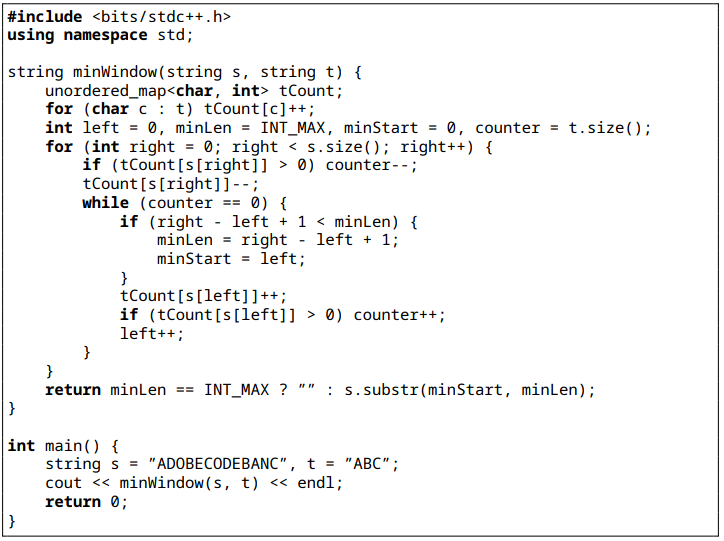 #include <bits/stdc++.h>
using namespace std;

string minWindow(string s, string t) {
    unordered_map<char, int> tCount;
    for (char c : t) tCount[c]++;
    int left = 0, minLen = INT_MAX, minStart = 0, counter = t.size();
    for (int right = 0; right < s.size(); right++) {
        if (tCount[s[right]] > 0) counter--;
        tCount[s[right]]--;
        while (counter == 0) {
            if (right - left + 1 < minLen) {
                minLen = right - left + 1;
                minStart = left;
            }
            tCount[s[left]]++;
            if (tCount[s[left]] > 0) counter++;
            left++;
        }
    }
    return minLen == INT_MAX ? "" : s.substr(minStart, minLen);
}

int main() {
    string s = "ADOBECODEBANC", t = "ABC";
    cout << minWindow(s, t) << endl;
    return 0;
}